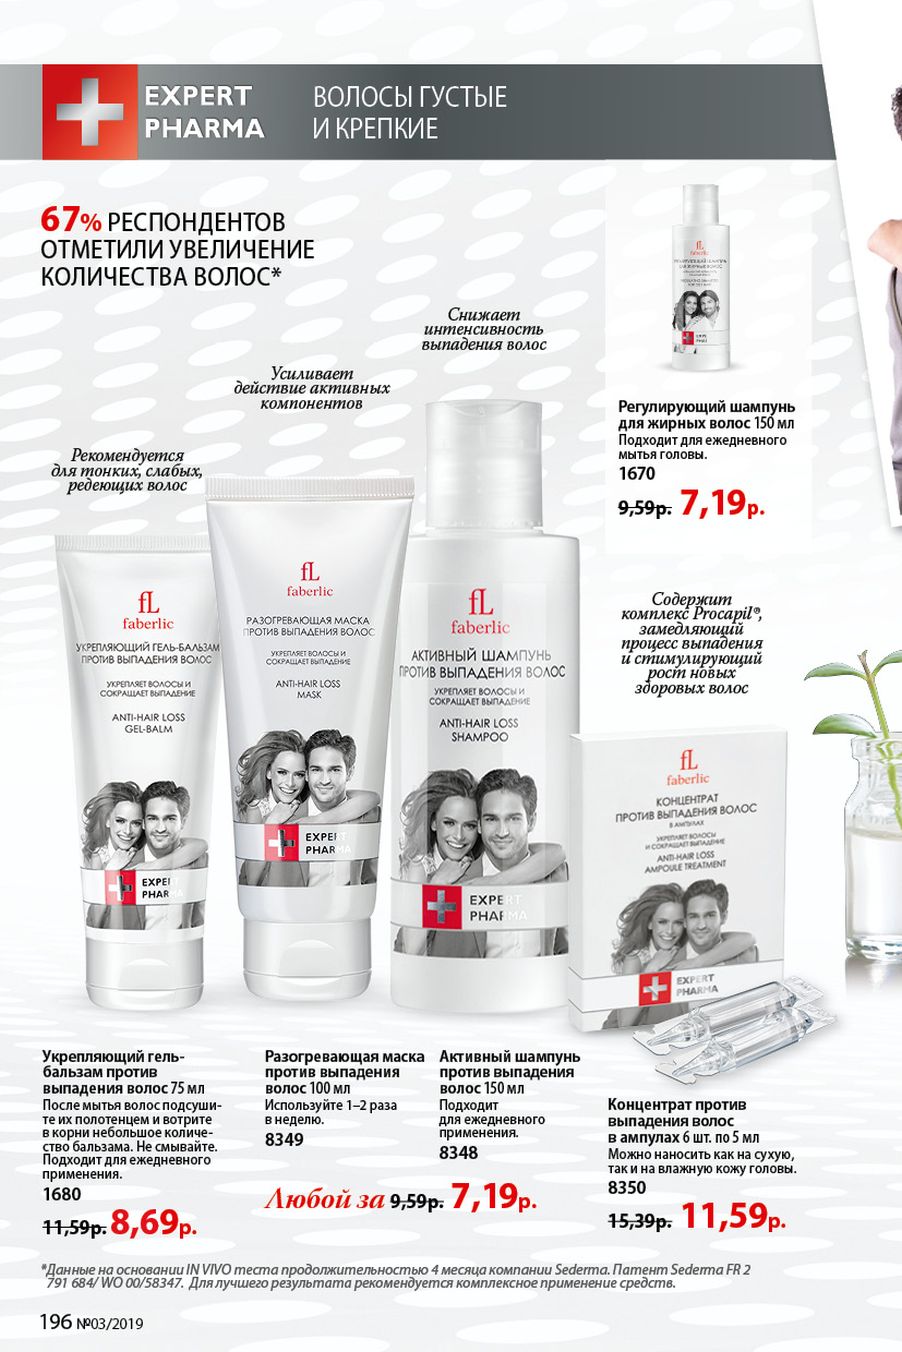 EXPERT
PHARMA
ВОЛОСЫ ГУСТЫЕ
И КРЕПКИЕ
67% РЕСПОНДЕНТОВ
ОТМЕТИЛИ УВЕЛИЧЕНИЕ
КОЛИЧЕСТВА ВОЛОС*
Снижает
интенсивность
выпадения волос
Усиливает
действие активных
компонентов
Рекомендуется
для тонких, слабых,
редеющих волос
fL
Регулирующий шампунь
для жирных волос 150 мл
Подходит для ежедневного
мытья головы.
1670
9,59р. 7,19р.
Содержит
комплекс Procapil®,
замедляющий
процесс выпадения
и стимулирующий
рост новых
здоровых волос
fL
faberlic
УКРЕПЛЯЮЩИЙ ГЕЛЬ-БАЛЬЗАМ
ПРОТИВ ВЫПАДЕНИЯ ВОЛОС
УКРЕПЛЯЕТ ВОЛОСЫ И
СОКРАЩАЕТ ВЫПАДЕНИЕ
ANTI-HAIR LOSS
GEL-BALM
EXPER
PHAR
fL
faberlic
РАЗОГРЕВАЮЩАЯ МАСКА
ПРОТИВ ВЫПАДЕНИЯ ВОЛОС
УКРЕПЛЯЕТ ВОЛОСЫ И
СОКРАЩАЕТ ВЫПАДЕНИЕ
ANTI-HAIR LOSS
MASK
EXPERT
PHARMA
fL
faberlic
АКТИВНЫЙ ШАМПУНЬ
ПРОТИВ ВЫПАДЕНИЯ ВОЛОС
УКРЕПЛЯЕТ ВОЛОСЫ И
СОКРАЩАЕТ ВЫПАДЕНИЕ
ANTI-HAIR LOSS
SHAMPOO
EXPERT
PHARMA
fL
faberlic
КОНЦЕНТРАТ
ПРОТИВ ВЫПАДЕНИЯ ВОЛОС
В АМПУЛАХ
УКРЕПЛЯЕТ ВОЛОСЫ
И СОКРАЩАЕТ ВЫПАДЕНИЕ
ANTI-HAIR LOSS
AMPOULE TREATMENT
EXPERT
PHARMA
Укрепляющий гель-
бальзам против
выпадения волос 75 мл
После мытья волос подсуши-
те их полотенцем и вотрите
в корни небольшое количе-
ство бальзама. Не смывайте.
Подходит для ежедневного
применения.
1680
11,59р. 8,69р.
Разогревающая маска
против выпадения
волос 100 мл
Используйте 1–2 раза
в неделю.
8349
Активный шампунь
против выпадения
волос 150 мл
Подходит
для ежедневного
применения.
8348
Любой за 9,59р. 7,19р.
Концентрат против
выпадения волос
в ампулах 6 шт. по 5 мл
Можно наносить как на сухую,
так и на влажную кожу головы.
8350
15,39р. 11,59р.
*Данные на основании IN VIVO теста продолжительностью 4 месяца компании Sederma. Патент Sederma FR 2
791 684/ WO 00/58347. Для лучшего результата рекомендуется комплексное применение средств.
196 №03/2019